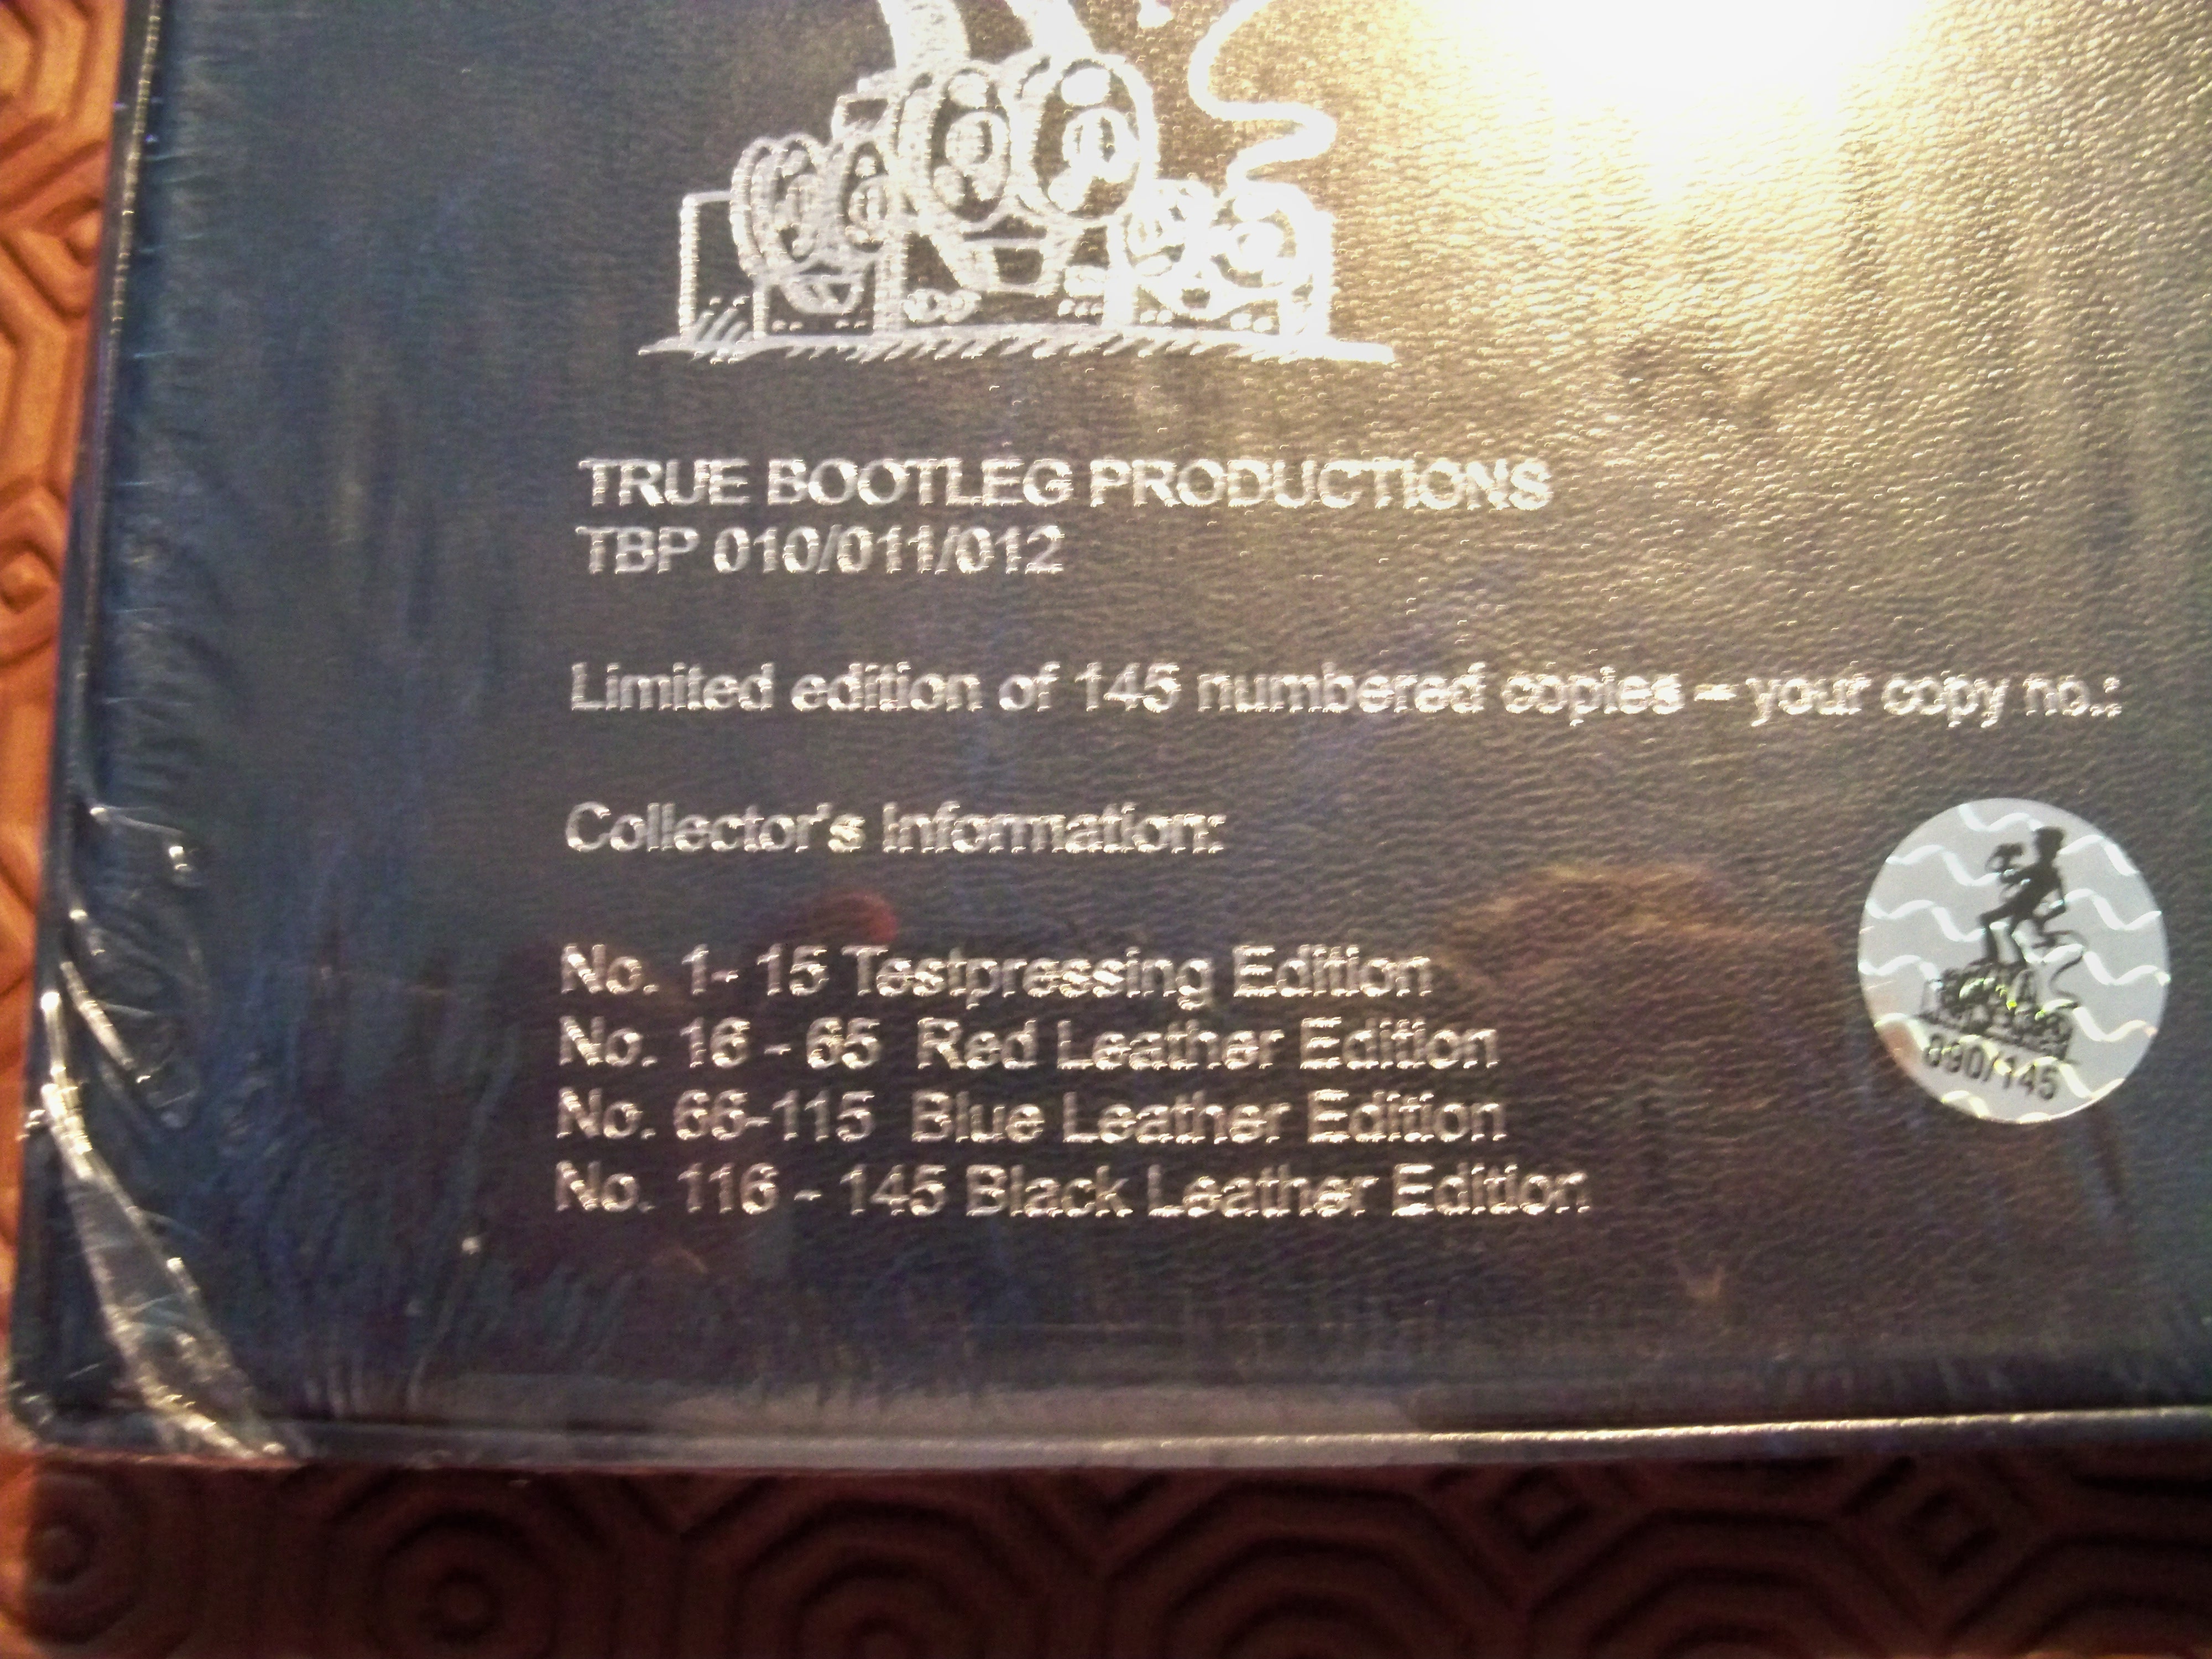 TRUE BOOTLEG PRODUCTIONS
TBP 010/011/012
Limited edition of 145 numbered copies – your copy no.:
Collector's Information:
No. 1- 15 Testpressing Edition
No. 16 - 65 Red Leather Edition
No. 66-115 Blue Leather Edition
No. 116 - 145 Black Leather Edition
090/145